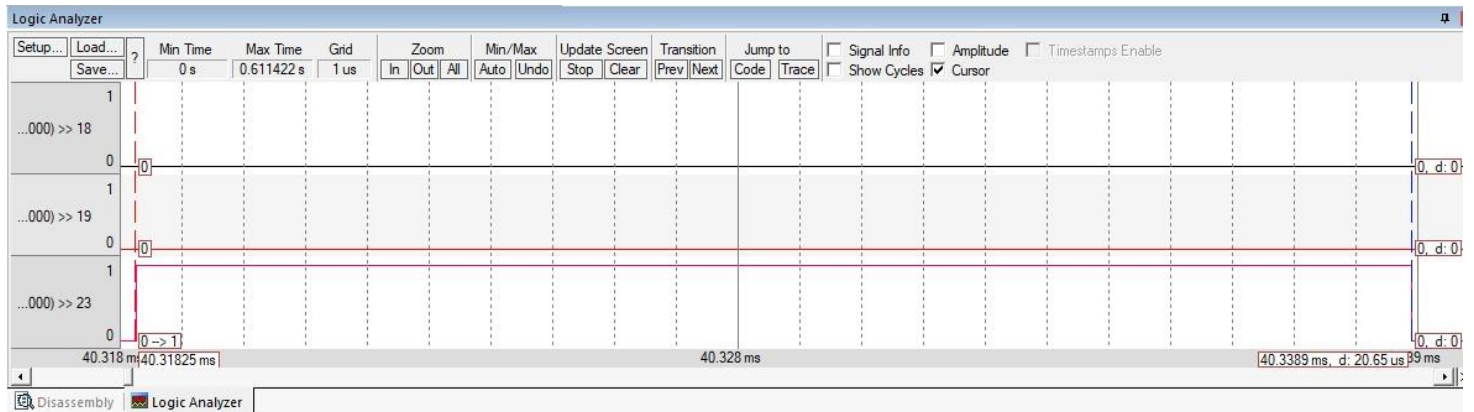 Logic Analyzer
Setup... Load... ? Min Time Max Time Grid Zoom Min/Max Update Screen Transition Jump to Signal Info Amplitude Timestamps Enable
Save... 0 s 0.611422 s 1 us In Out All Auto Undo Stop Clear Prev Next Code Trace Show Cycles Cursor
1
...000) >> 18
0 0 0, d: 0
1
...000) >> 19
0 0 0, d: 0
1
...000) >> 23
0 0 --> 1 0, d: 0
40.318 m 40.31825 ms 40.328 ms 40.3389 ms, d: 20.65 us 39 ms
Disassembly Logic Analyzer